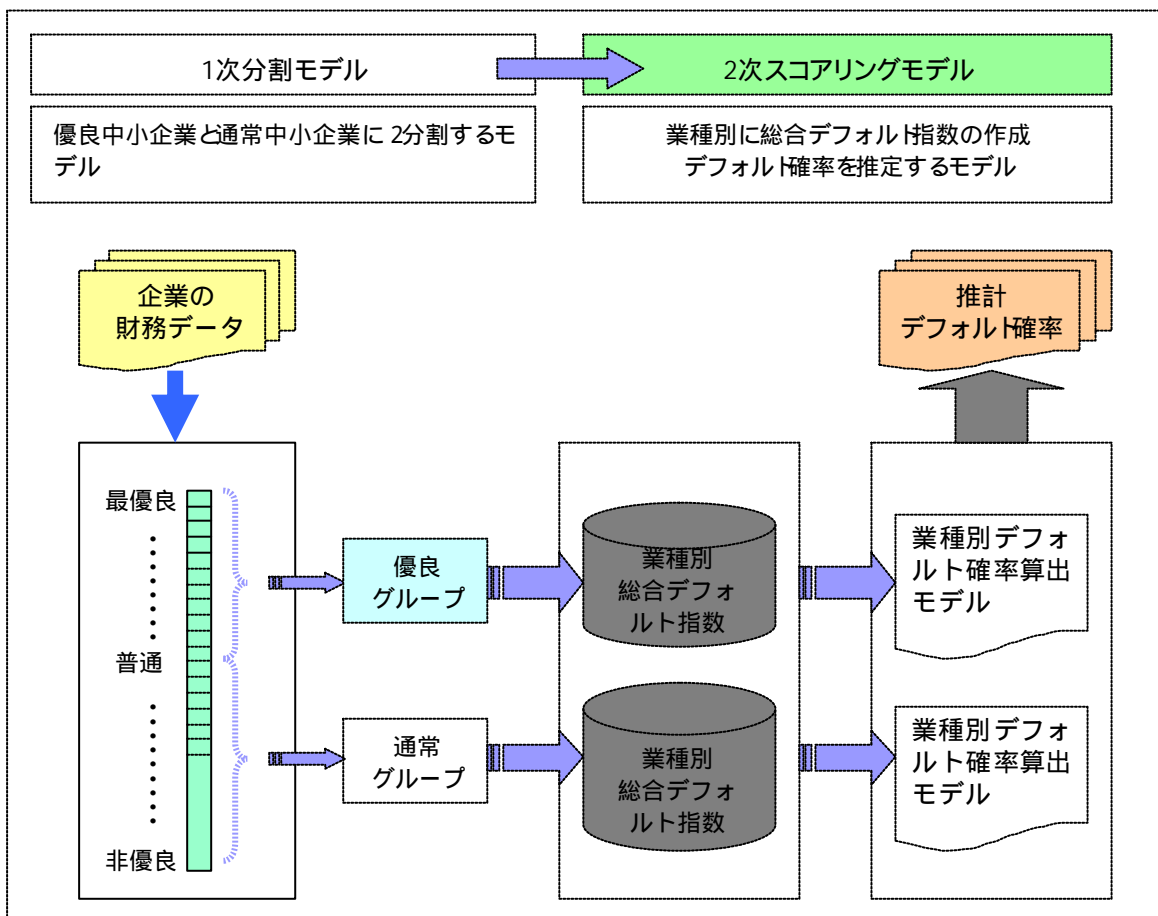 1次分割モデル
2次スコアリングモデル
優良中小企業と通常中小企業に 2分割するモ
デル
業種別に総合デフォルト指数の作成
デフォルト確率を推定するモデル
企業の
財務データ
推計
デフォルト確率
最優良
普通
非優良
優良
グループ
通常
グループ
業種別
総合デフォ
ルト指数
業種別
総合デフォ
ルト指数
業種別デフォ
ルト確率算出
モデル
業種別デフォ
ルト確率算出
モデル